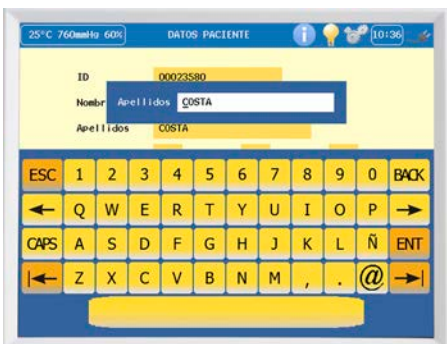 25°C 760mmHg 60% DATOS PACIENTE 10:36
ID 00023580
Nombr Apellidos COSTA
Apellidos COSTA
ESC 1 2 3 4 5 6 7 8 9 0 BACK
Q W E R T Y U I O P
CAPS A S D F G H J K L Ñ ENT
Z X C V B N M , . @